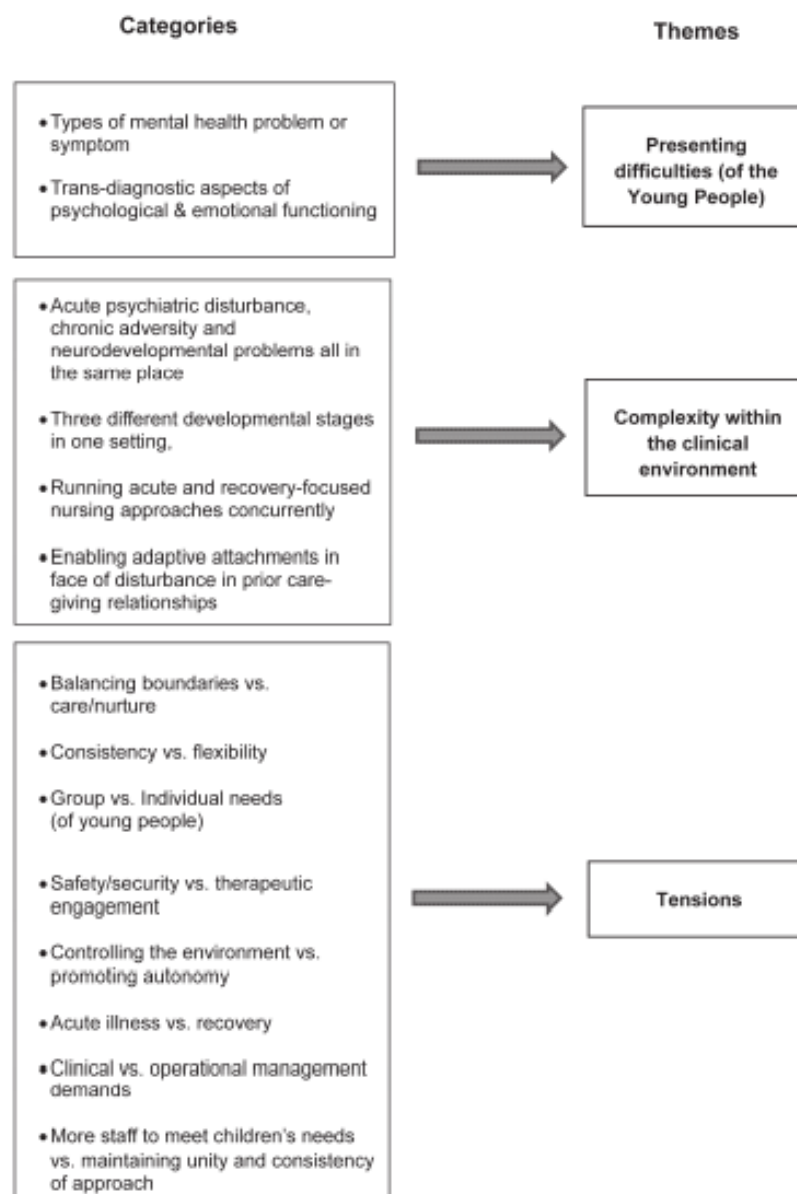 Categories
Themes
•Types of mental health problem or
symptom
•Trans-diagnostic aspects of
psychological & emotional functioning
Presenting
difficulties (of the
Young People)
•Acute psychiatric disturbance,
chronic adversity and
neurodevelopmental problems all in
the same place
•Three different developmental stages
in one setting,
•Running acute and recovery-focused
nursing approaches concurrently
•Enabling adaptive attachments in
face of disturbance in prior care-
giving relationships
Complexity within
the clinical
environment
•Balancing boundaries vs.
care/nurture
•Consistency vs. flexibility
•Group vs. Individual needs
(of young people)
•Safety/security vs. therapeutic
engagement
•Controlling the environment vs.
promoting autonomy
•Acute illness vs. recovery
•Clinical vs. operational management
demands
•More staff to meet children's needs
vs. maintaining unity and consistency
of approach
Tensions